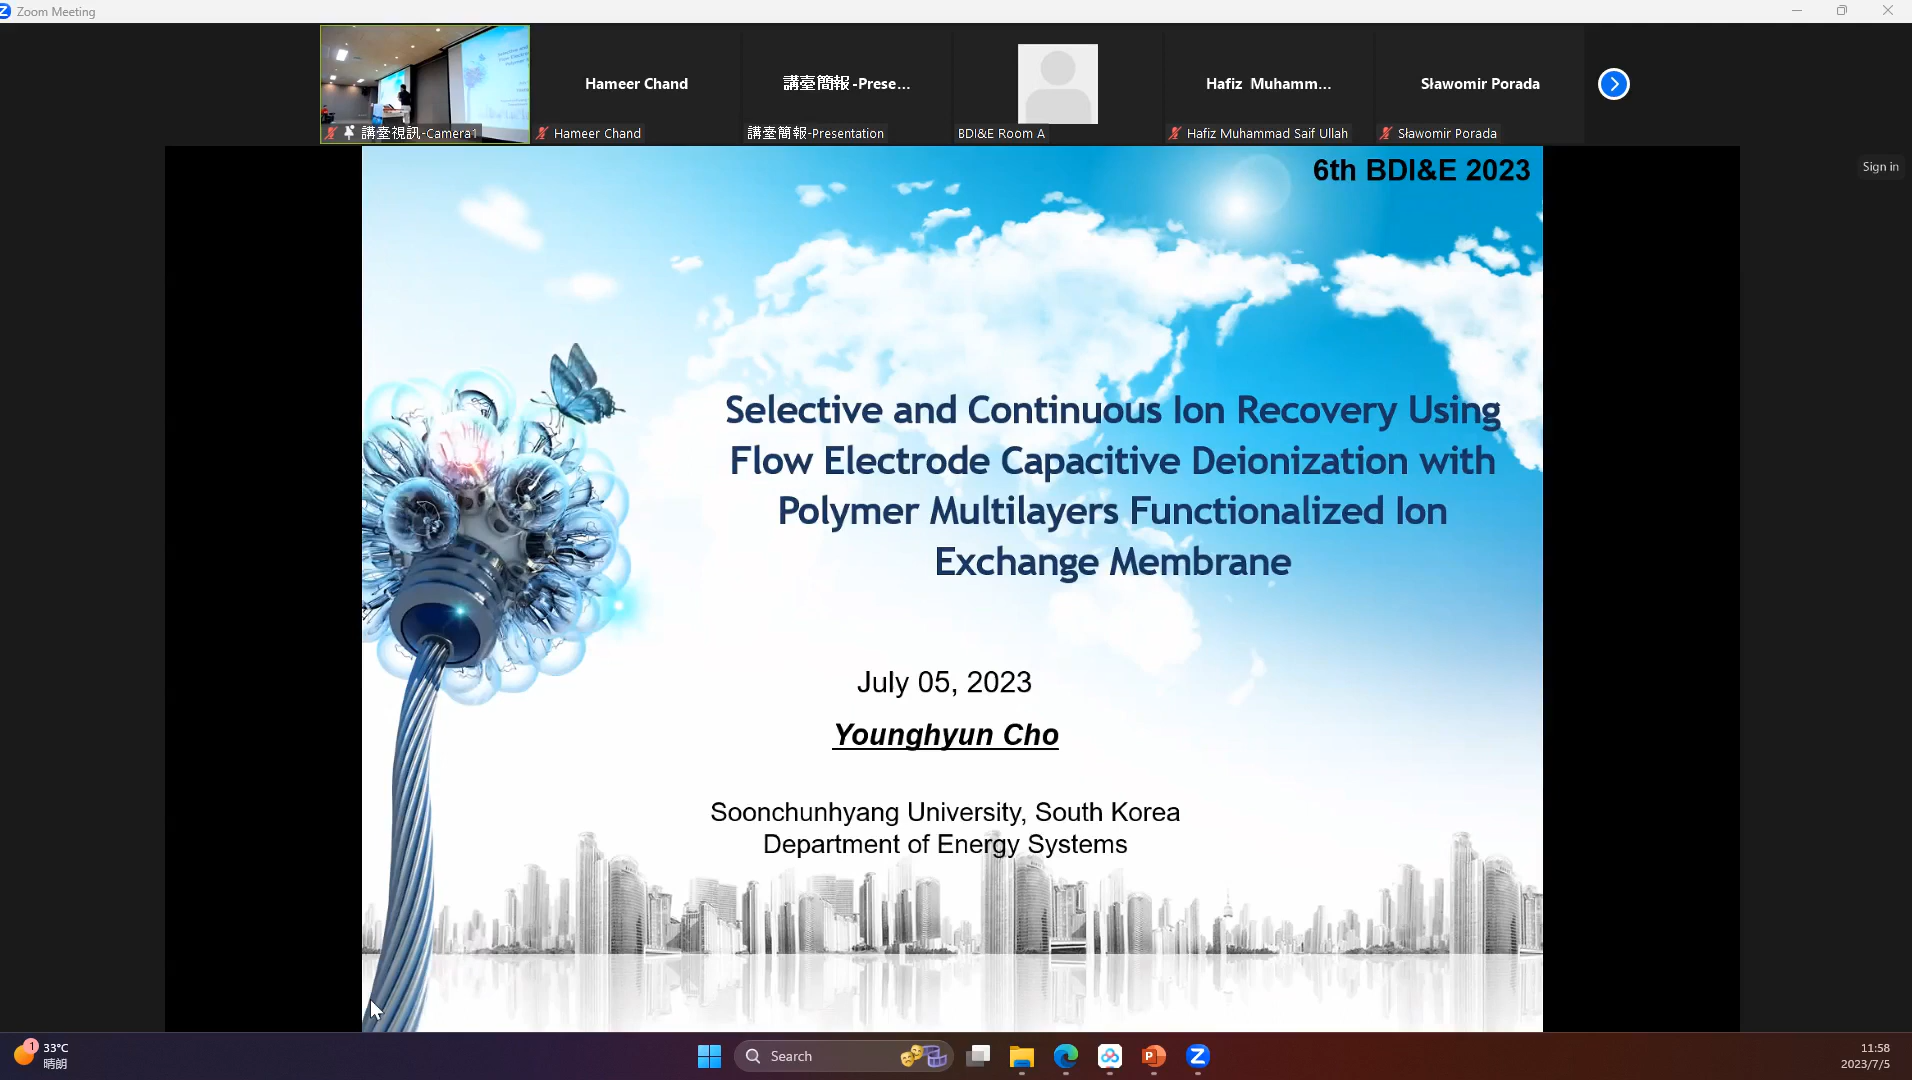 Zoom Meeting
Hameer Chand
講臺簡報-Prese...
Hafiz Muhamm...
Sławomir Porada
講臺視訊-Camera1
Hameer Chand
講臺簡報-Presentation
BDI&E Room A
Hafiz Muhammad Saif Ullah
Sławomir Porada
Sign in
6th BDI&E 2023
Selective and Continuous Ion Recovery Using
Flow Electrode Capacitive Deionization with
Polymer Multilayers Functionalized Ion
Exchange Membrane
July 05, 2023
Younghyun Cho
Soonchunhyang University, South Korea
Department of Energy Systems
1
33°C
晴朗
Search
11:58
2023/7/5